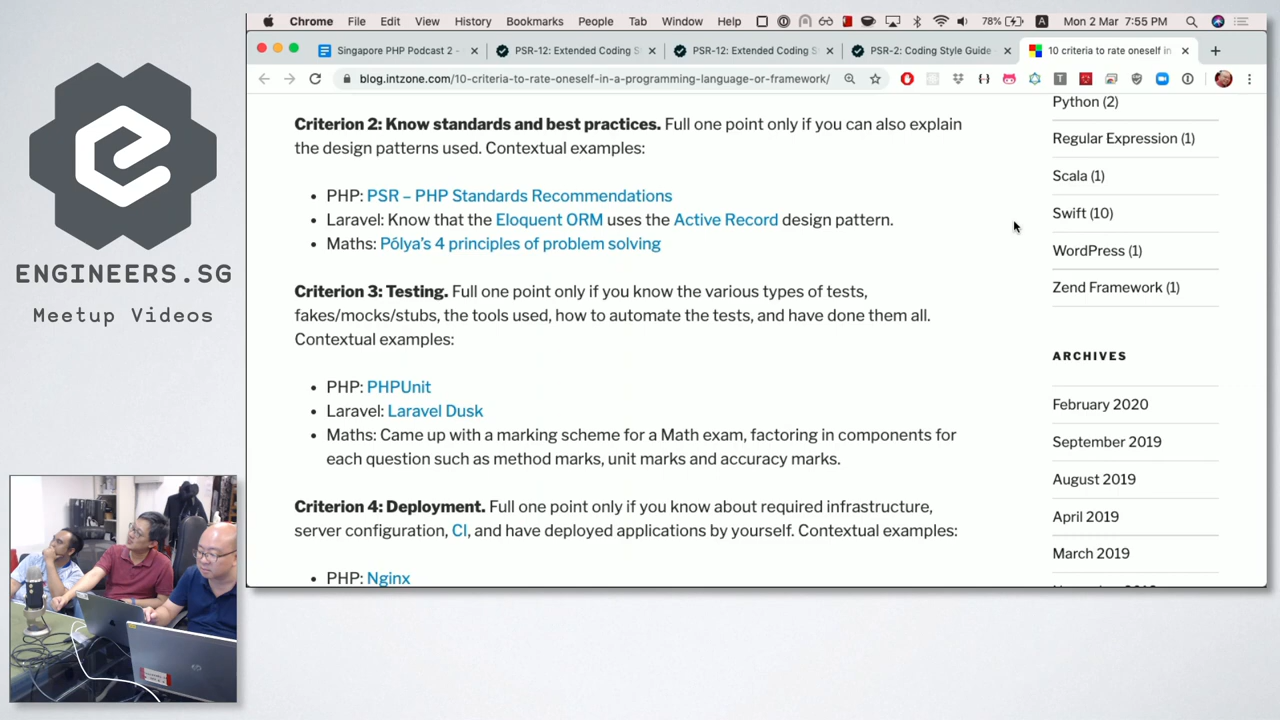 Chrome File Edit View History Bookmarks People Tab Window Help 78% A Mon 2 Mar 7:55 PM
Singapore PHP Podcast 2 - PSR-12: Extended Coding S PSR-12: Extended Coding S PSR-2: Coding Style Guide 10 criteria to rate oneself in
blog.intzone.com/10-criteria-to-rate-oneself-in-a-programming-language-or-framework/
Criterion 2: Know standards and best practices. Full one point only if you can also explain
the design patterns used. Contextual examples:
• PHP: PSR – PHP Standards Recommendations
• Laravel: Know that the Eloquent ORM uses the Active Record design pattern.
• Maths: Pólya's 4 principles of problem solving
Criterion 3: Testing. Full one point only if you know the various types of tests,
fakes/mocks/stubs, the tools used, how to automate the tests, and have done them all.
Contextual examples:
• PHP: PHPUnit
• Laravel: Laravel Dusk
• Maths: Came up with a marking scheme for a Math exam, factoring in components for
each question such as method marks, unit marks and accuracy marks.
Criterion 4: Deployment. Full one point only if you know about required infrastructure,
server configuration, CI, and have deployed applications by yourself. Contextual examples:
• PHP: Nginx
Python (2)
Regular Expression (1)
Scala (1)
Swift (10)
WordPress (1)
Zend Framework (1)
ARCHIVES
February 2020
September 2019
August 2019
April 2019
March 2019
ENGINEERS.SG
Meetup Videos